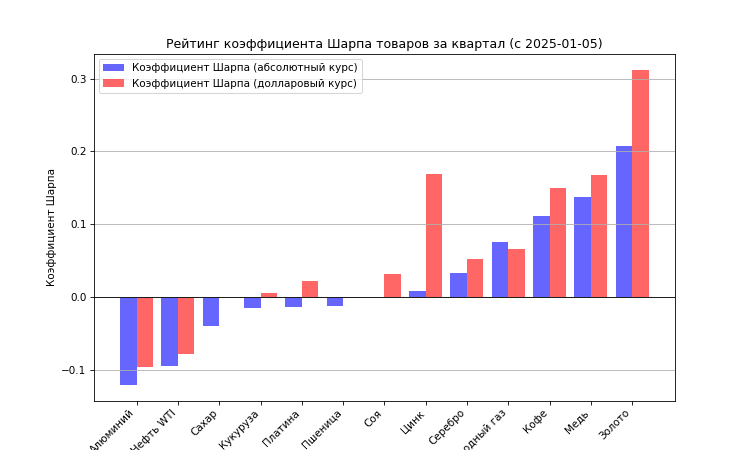 Рейтинг коэффициента Шарпа товаров за квартал (с 2025-01-05)
Коэффициент Шарпа (абсолютный курс)
Коэффициент Шарпа (долларовый курс)
Коэффициент Шарпа
0.3
0.2
0.1
0.0
−0.1
Алюминий
Нефть WTI
Сахар
Кукуруза
Платина
Пшеница
Соя
Цинк
Серебро
одный газ
Кофе
Медь
Золото